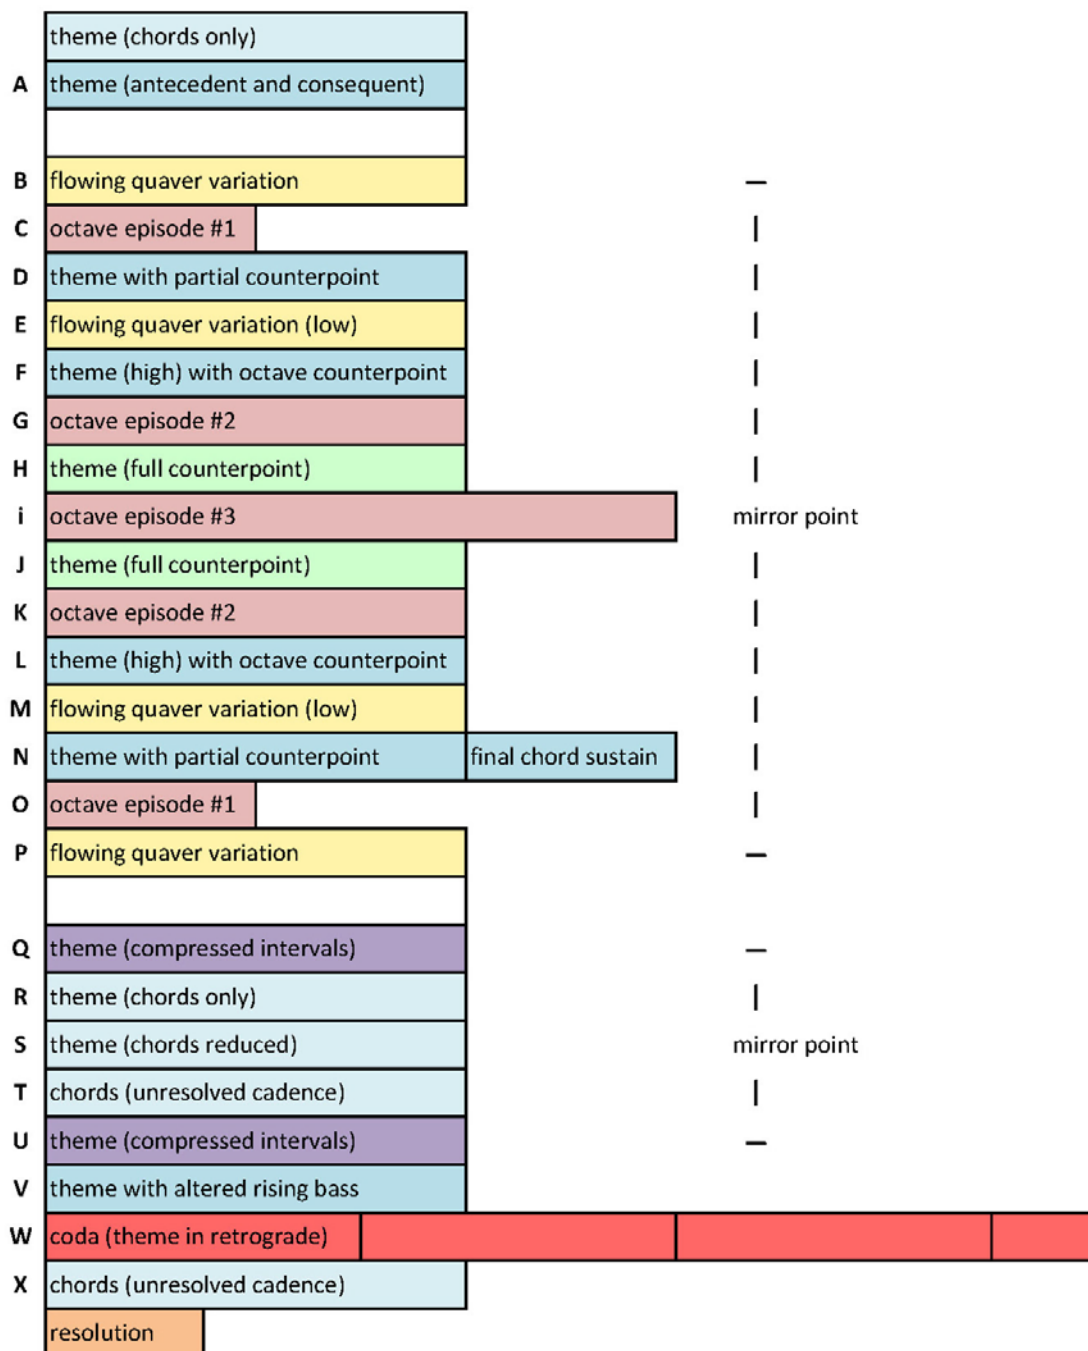 theme (chords only)
A theme (antecedent and consequent)
B flowing quaver variation
C octave episode #1
D theme with partial counterpoint
E flowing quaver variation (low)
F theme (high) with octave counterpoint
G octave episode #2
H theme (full counterpoint)
i octave episode #3 mirror point
J theme (full counterpoint)
K octave episode #2
L theme (high) with octave counterpoint
M flowing quaver variation (low)
N theme with partial counterpoint final chord sustain
O octave episode #1
P flowing quaver variation
Q theme (compressed intervals)
R theme (chords only)
S theme (chords reduced) mirror point
T chords (unresolved cadence)
U theme (compressed intervals)
V theme with altered rising bass
W coda (theme in retrograde)
X chords (unresolved cadence)
resolution